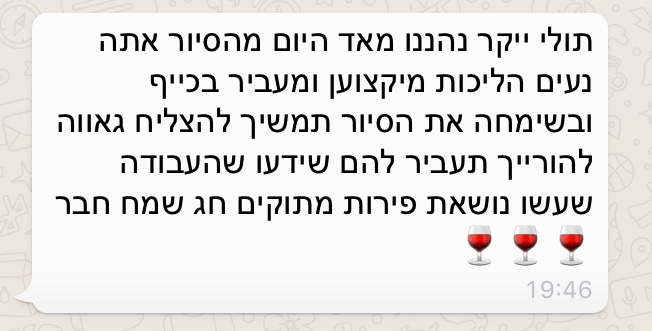 תולי ייקר נהננו מאד היום מהסיור אתה
נעים הליכות מיקצוען ומעביר בכייף
ובשימחה את הסיור תמשיך להצליח גאווה
להורייך תעביר להם שידעו שהעבודה
שעשו נושאת פירות מתוקים חג שמח חבר
🍷 🍷 🍷
19:46